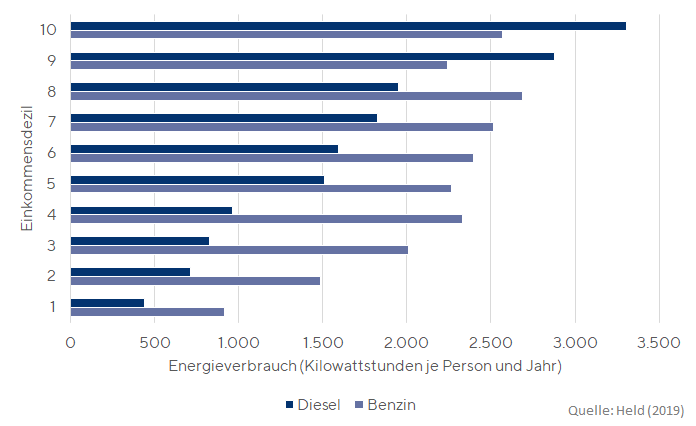 10
9
8
7
6
5
4
3
2
1
Einkommensdezil
0 500 1.000 1.500 2.000 2.500 3.000 3.500
Energieverbrauch (Kilowattstunden je Person und Jahr)
Diesel Benzin
Quelle: Held (2019)